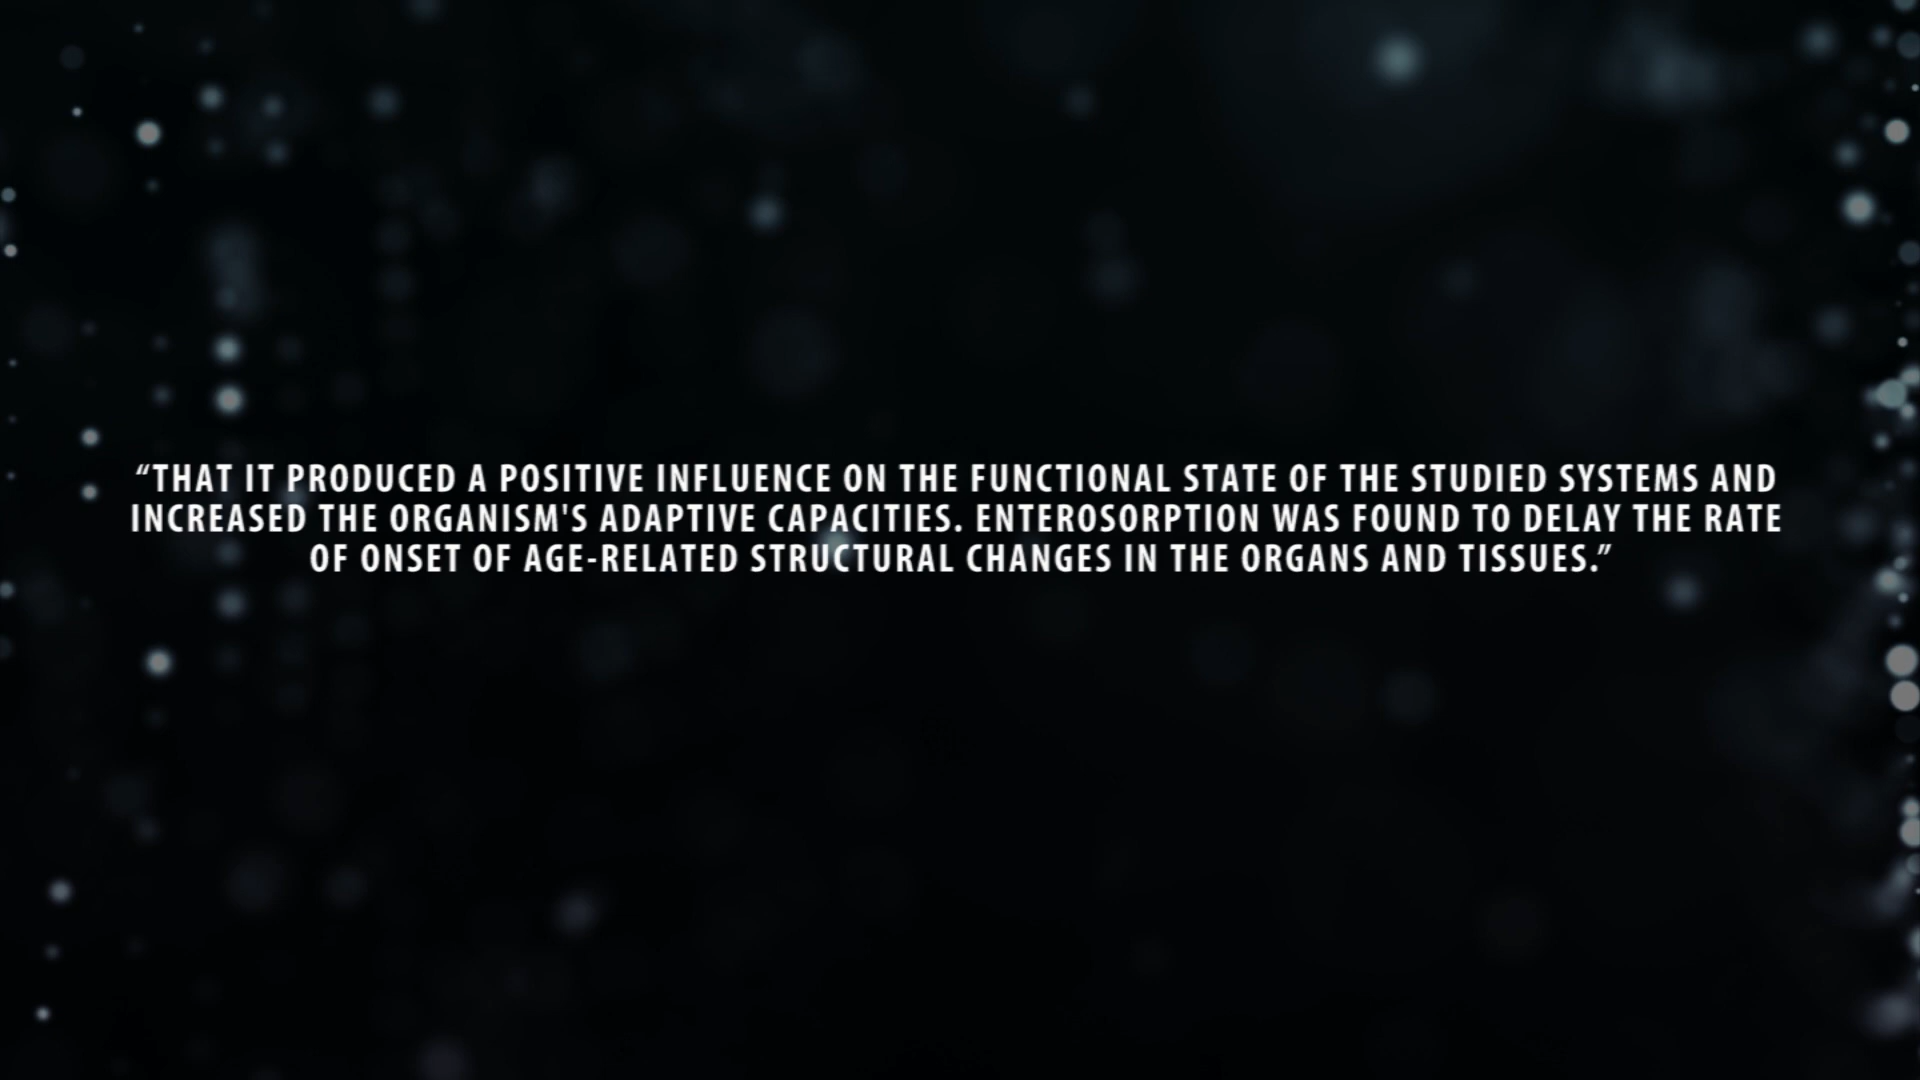 “THAT IT PRODUCED A POSITIVE INFLUENCE ON THE FUNCTIONAL STATE OF THE STUDIED SYSTEMS AND
INCREASED THE ORGANISM'S ADAPTIVE CAPACITIES. ENTEROSORPTION WAS FOUND TO DELAY THE RATE
OF ONSET OF AGE-RELATED STRUCTURAL CHANGES IN THE ORGANS AND TISSUES.”